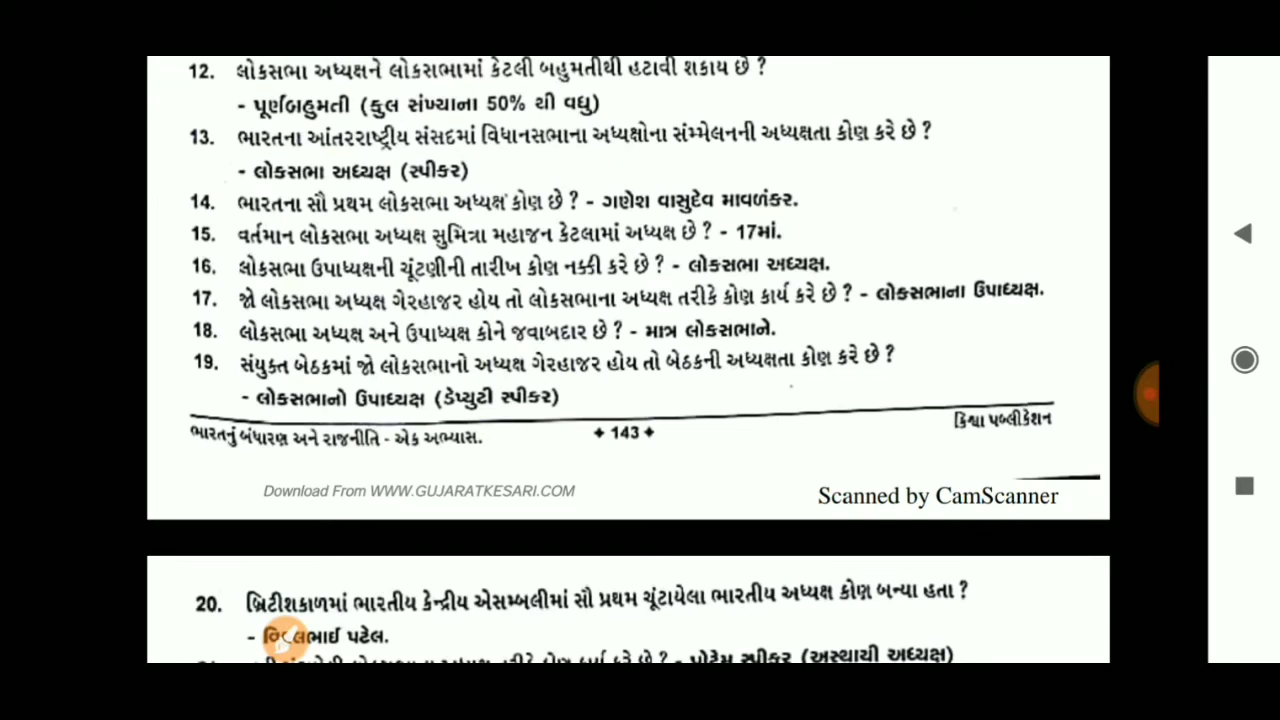 12. લોકસભા અધ્યક્ષને લોકસભામાં કેટલી બહુમતીથી હટાવી શકાય છે ?
- પૂર્ણબહુમતી (કુલ સંખ્યાના 50% થી વધુ)
13. ભારતના આંતરરાષ્ટ્રીય સંસદમાં વિધાનસભાના અધ્યક્ષોના સંમ્મેલનની અધ્યક્ષતા કોણ કરે છે ?
- લોકસભા અધ્યક્ષ (સ્પીકર)
14. ભારતના સૌ પ્રથમ લોકસભા અધ્યક્ષ કોણ છે ? - ગણેશ વાસુદેવ માવળંકર.
15. વર્તમાન લોકસભા અધ્યક્ષ સુમિત્રા મહાજન કેટલામાં અધ્યક્ષ છે ? - 17માં.
16. લોકસભા ઉપાધ્યક્ષની ચૂંટણીની તારીખ કોણ નક્કી કરે છે ? - લોકસભા અધ્યક્ષ.
17. જો લોકસભા અધ્યક્ષ ગેરહાજર હોય તો લોકસભાના અધ્યક્ષ તરીકે કોણ કાર્ય કરે છે ? - લોકસભાના ઉપાધ્યક્ષ.
18. લોકસભા અધ્યક્ષ અને ઉપાધ્યક્ષ કોને જવાબદાર છે ? - માત્ર લોકસભાને.
19. સંયુક્ત બેઠકમાં જો લોકસભાનો અધ્યક્ષ ગેરહાજર હોય તો બેઠકની અધ્યક્ષતા કોણ કરે છે ?
- લોકસભાનો ઉપાધ્યક્ષ (ડેપ્યુટી સ્પીકર)
ભારતનું બંધારણ અને રાજનીતિ - એક અભ્યાસ. ✦ 143 ✦ કિશ્વા પબ્લીકેશન
Download From WWW.GUJARATKESARI.COM
Scanned by CamScanner
20. બ્રિટીશકાળમાં ભારતીય કેન્દ્રીય એસમ્બલીમાં સૌ પ્રથમ ચૂંટાયેલા ભારતીય અધ્યક્ષ કોણ બન્યા હતા ?
- પટેલ.
કોણ કાર્ય કરે છે ? - પ્રોટેમ સ્પીકર (અસ્થાયી અધ્યક્ષ)